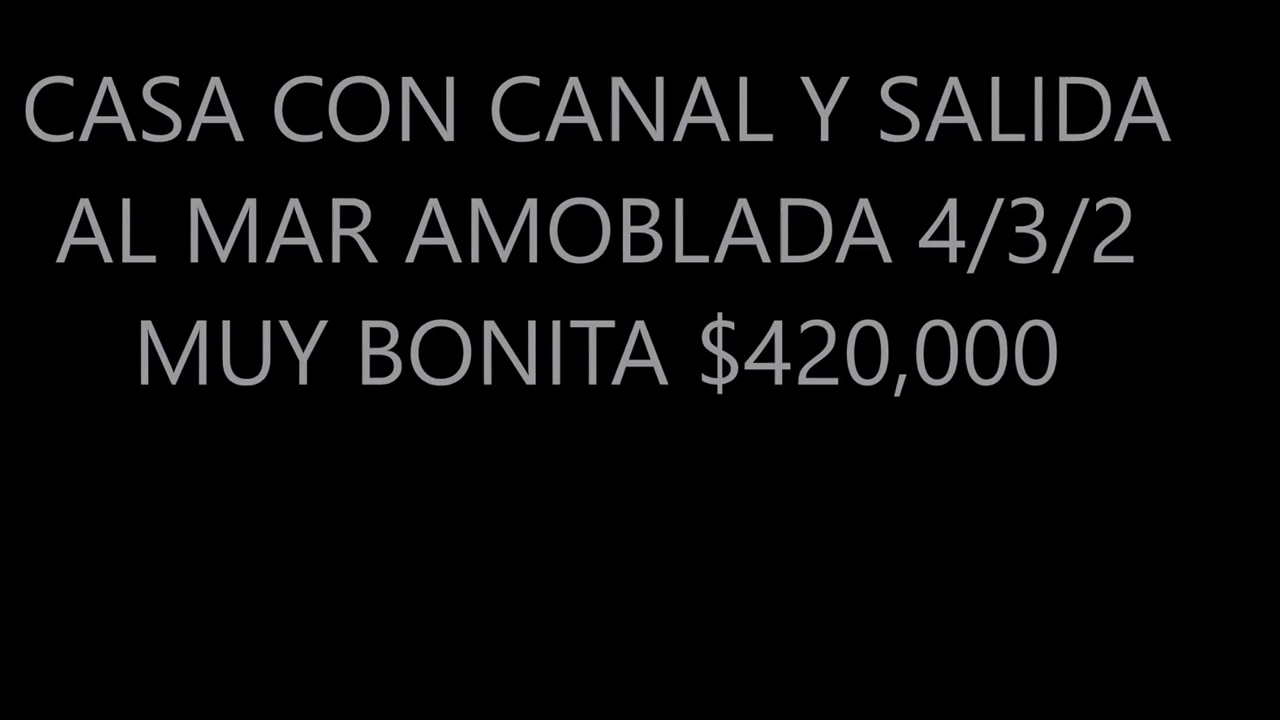 CASA CON CANAL Y SALIDA
AL MAR AMOBLADA 4/3/2
MUY BONITA $420,000